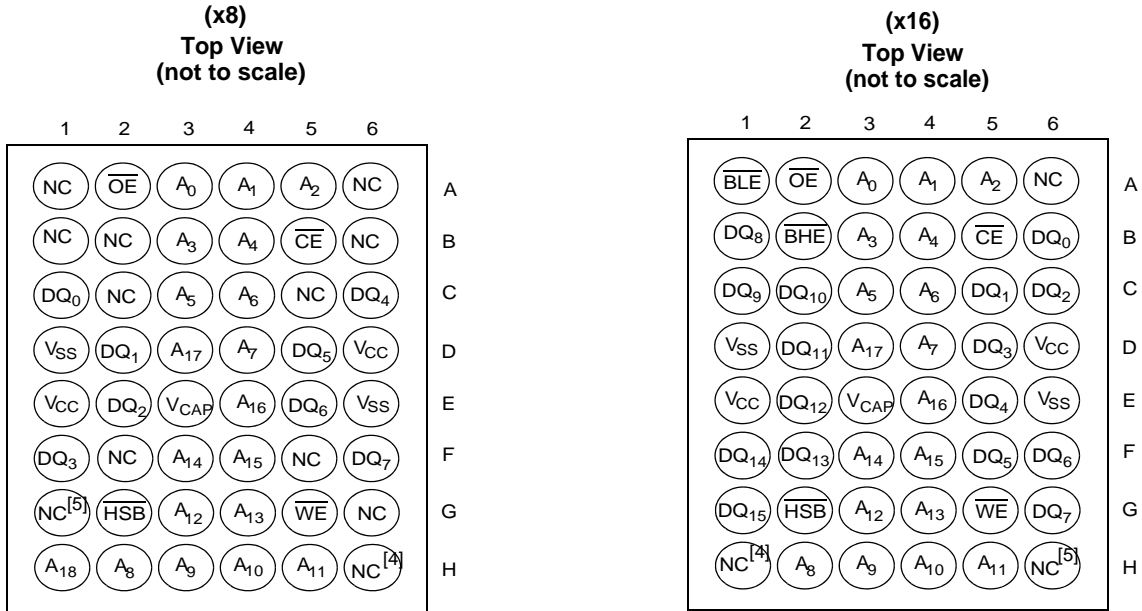 (x8)
Top View
(not to scale)
1 2 3 4 5 6
NC OE A0 A1 A2 NC A
NC NC A3 A4 CE NC B
DQ0 NC A5 A6 NC DQ4 C
VSS DQ1 A17 A7 DQ5 VCC D
VCC DQ2 VCAP A16 DQ6 VSS E
DQ3 NC A14 A15 NC DQ7 F
NC[5] HSB A12 A13 WE NC G
A18 A8 A9 A10 A11 NC[4] H
(x16)
Top View
(not to scale)
1 2 3 4 5 6
BLE OE A0 A1 A2 NC A
DQ8 BHE A3 A4 CE DQ0 B
DQ9 DQ10 A5 A6 DQ1 DQ2 C
VSS DQ11 A17 A7 DQ3 VCC D
VCC DQ12 VCAP A16 DQ4 VSS E
DQ14 DQ13 A14 A15 DQ5 DQ6 F
DQ15 HSB A12 A13 WE DQ7 G
NC[4] A8 A9 A10 A11 NC[5] H